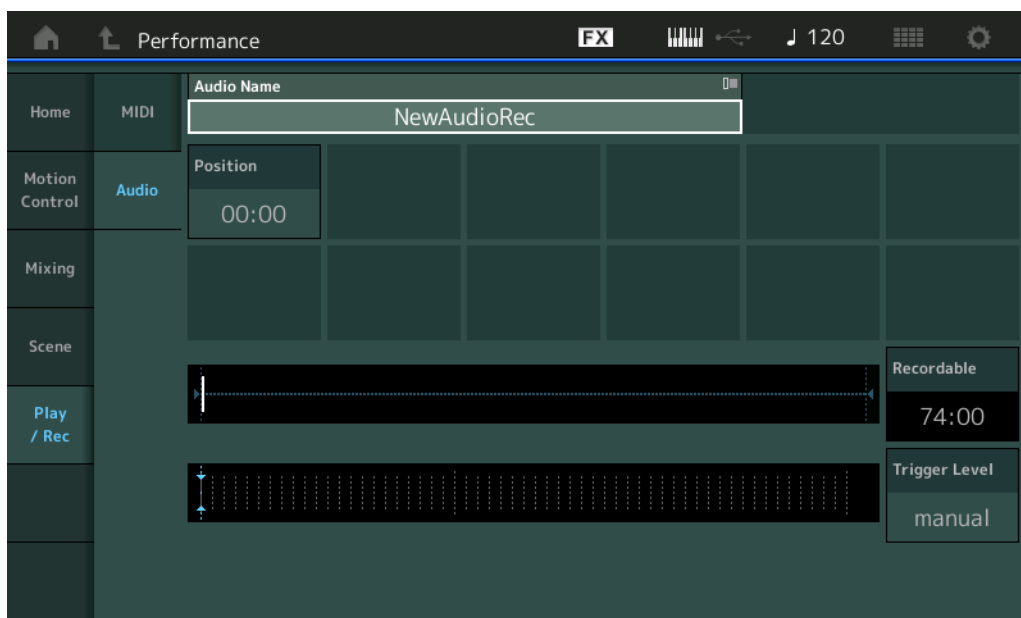 Performance
FX
♩ 120
Home
MIDI
Audio Name
NewAudioRec
Motion
Control
Audio
Position
00:00
Mixing
Scene
Play
/ Rec
Recordable
74:00
Trigger Level
manual